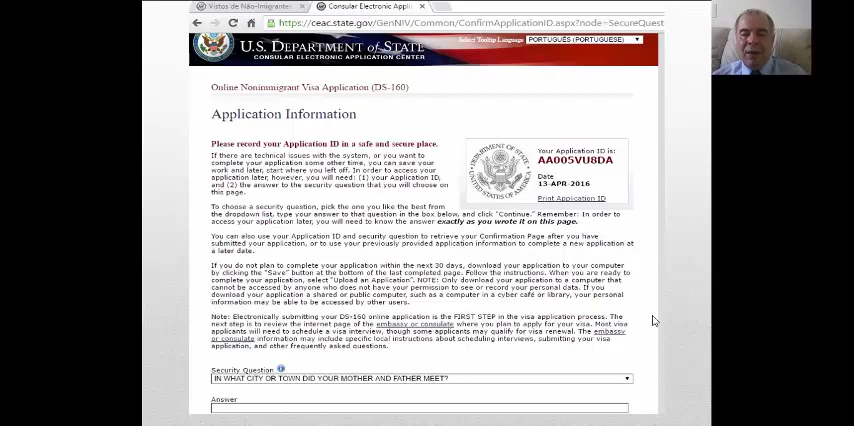 Vistos de Não-Imigrantes
Consular Electronic Applic
https://ceac.state.gov/GenNIV/Common/ConfirmApplicationID.aspx?node=SecureQuest
U.S. DEPARTMENT of STATE
CONSULAR ELECTRONIC APPLICATION CENTER
Select Tooltip Language PORTUGUÊS (PORTUGUESE)
Online Nonimmigrant Visa Application (DS-160)
Application Information
Please record your Application ID in a safe and secure place.
If there are technical issues with the system, or you want to
complete your application some other time, you can save your
work and later, start where you left off. In order to access your
application later, however, you will need: (1) your Application ID,
and (2) the answer to the security question that you will choose on
this page.
DEPARTMENT OF STATE
UNITED STATES OF AMERICA
Your Application ID is:
AA005VU8DA
Date
13-APR-2016
Print Application ID
To choose a security question, pick the one you like the best from
the dropdown list, type your answer to that question in the box below, and click "Continue." Remember: In order to
access your application later, you will need to know the answer exactly as you wrote it on this page.
You can also use your Application ID and security question to retrieve your Confirmation Page after you have
submitted your application, or to use your previously provided application information to complete a new application at
a later date.
If you do not plan to complete your application within the next 30 days, download your application to your computer
by clicking the "Save" button at the bottom of the last completed page. Follow the instructions. When you are ready to
complete your application, select "Upload an Application". NOTE: Only download your application to a computer that
cannot be accessed by anyone who does not have your permission to see or record your personal data. If you
download your application a shared or public computer, such as a computer in a cyber café or library, your personal
information may be able to be accessed by other users.
Note: Electronically submitting your DS-160 online application is the FIRST STEP in the visa application process. The
next step is to review the internet page of the embassy or consulate where you plan to apply for your visa. Most visa
applicants will need to schedule a visa interview, though some applicants may qualify for visa renewal. The embassy
or consulate information may include specific local instructions about scheduling interviews, submitting your visa
application, and other frequently asked questions.
Security Question
IN WHAT CITY OR TOWN DID YOUR MOTHER AND FATHER MEET?
Answer